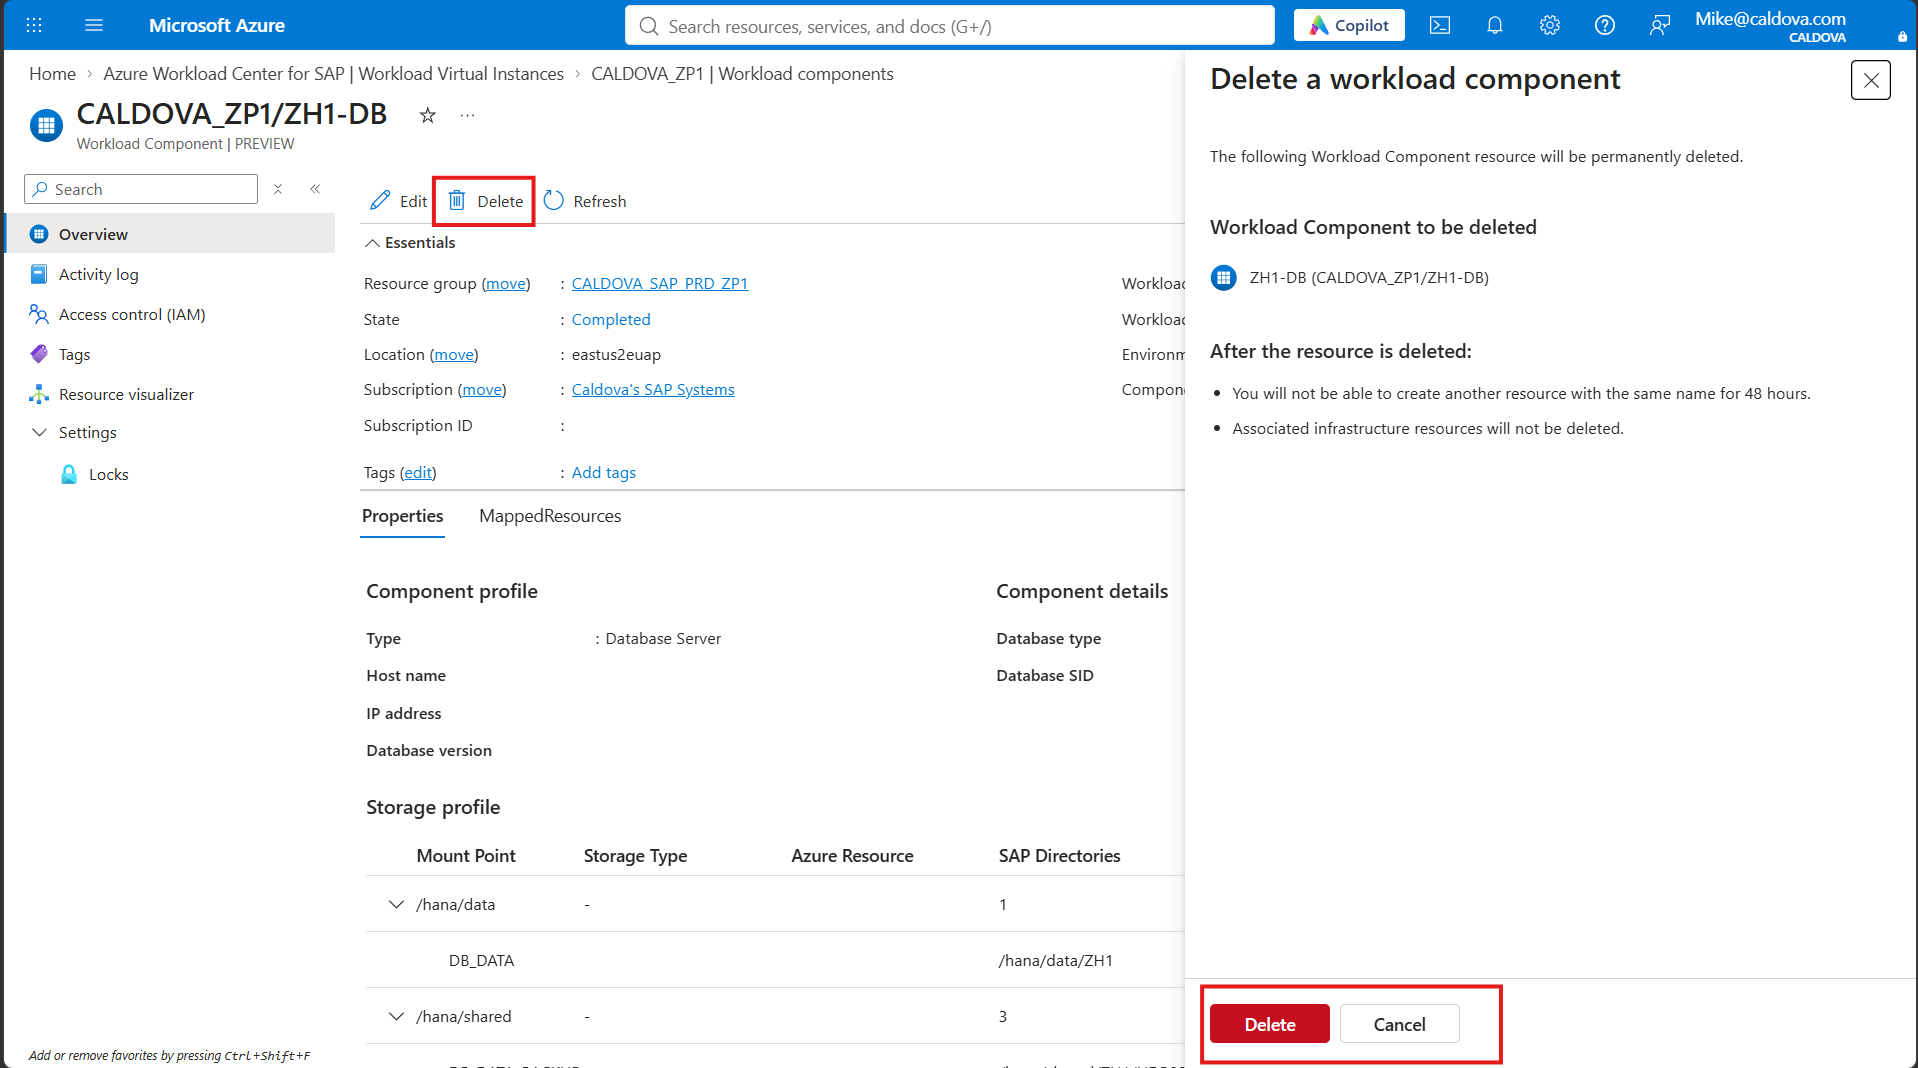 Microsoft Azure
Search resources, services, and docs (G+/)
Copilot
Mike@caldova.com
CALDOVA
Home > Azure Workload Center for SAP | Workload Virtual Instances > CALDOVA_ZP1 | Workload components
CALDOVA_ZP1/ZH1-DB
Workload Component | PREVIEW
Search
Overview
Activity log
Access control (IAM)
Tags
Resource visualizer
Settings
Locks
Add or remove favorites by pressing Ctrl+Shift+F
Edit Delete Refresh
Essentials
Resource group (move) : CALDOVA_SAP_PRD_ZP1
State : Completed
Location (move) : eastus2euap
Subscription (move) : Caldova's SAP Systems
Subscription ID :
Tags (edit) : Add tags
Workload
Workload
Environm
Compon
Properties MappedResources
Component profile
Type : Database Server
Host name
IP address
Database version
Component details
Database type
Database SID
Storage profile
Mount Point Storage Type Azure Resource SAP Directories
/hana/data - 1
DB_DATA /hana/data/ZH1
/hana/shared - 3
Delete a workload component
The following Workload Component resource will be permanently deleted.
Workload Component to be deleted
ZH1-DB (CALDOVA_ZP1/ZH1-DB)
After the resource is deleted:
• You will not be able to create another resource with the same name for 48 hours.
• Associated infrastructure resources will not be deleted.
Delete Cancel